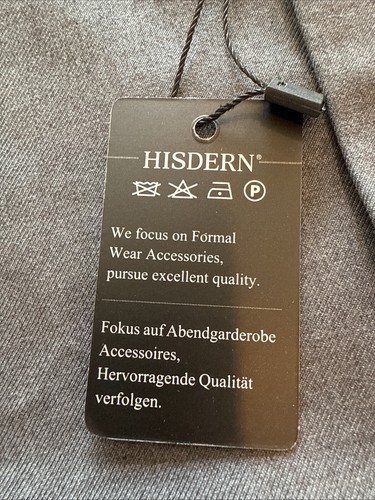 HISDERN®
P
We focus on Formal
Wear Accessories,
pursue excellent quality.
Fokus auf Abendgarderobe
Accessoires,
Hervorragende Qualität
verfolgen.